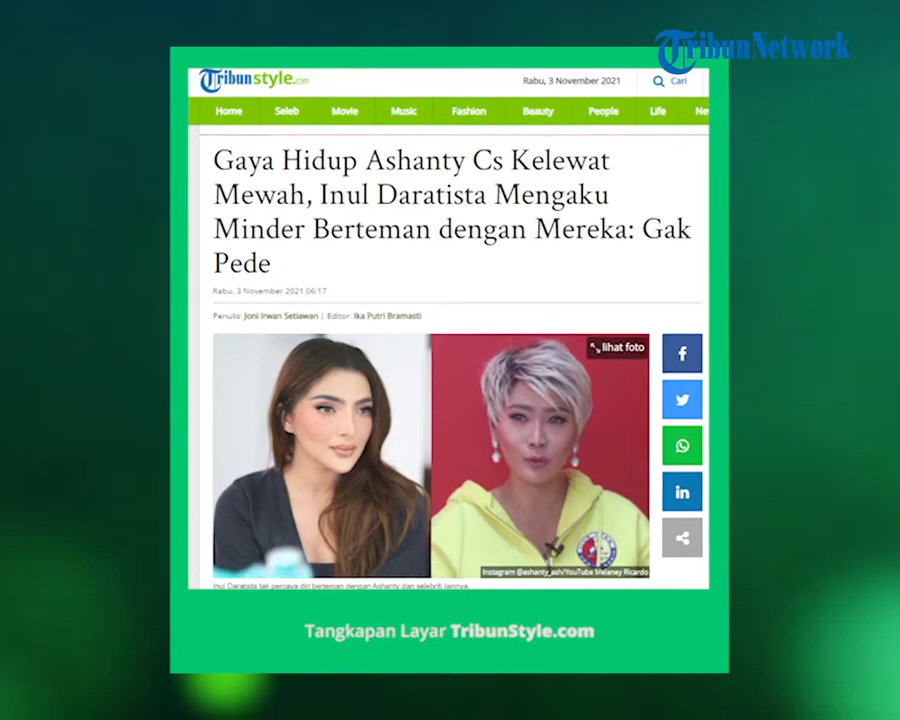 TribunNetwork
Tribunstyle.com
Rabu, 3 November 2021
Cari
Home Seleb Movie Music Fashion Beauty People Life
Gaya Hidup Ashanty Cs Kelewat
Mewah, Inul Daratista Mengaku
Minder Berteman dengan Mereka: Gak
Pede
Rabu, 3 November 2021 06:17
Penulis: Joni Irwan Setiawan | Editor: Ika Putri Bramasti
lihat foto
Instagram @ashanty_ash/YouTube Melaney Ricardo
Inul Daratista tak percaya diri berteman dengan Ashanty dan selebriti lainnya.
Tangkapan Layar TribunStyle.com